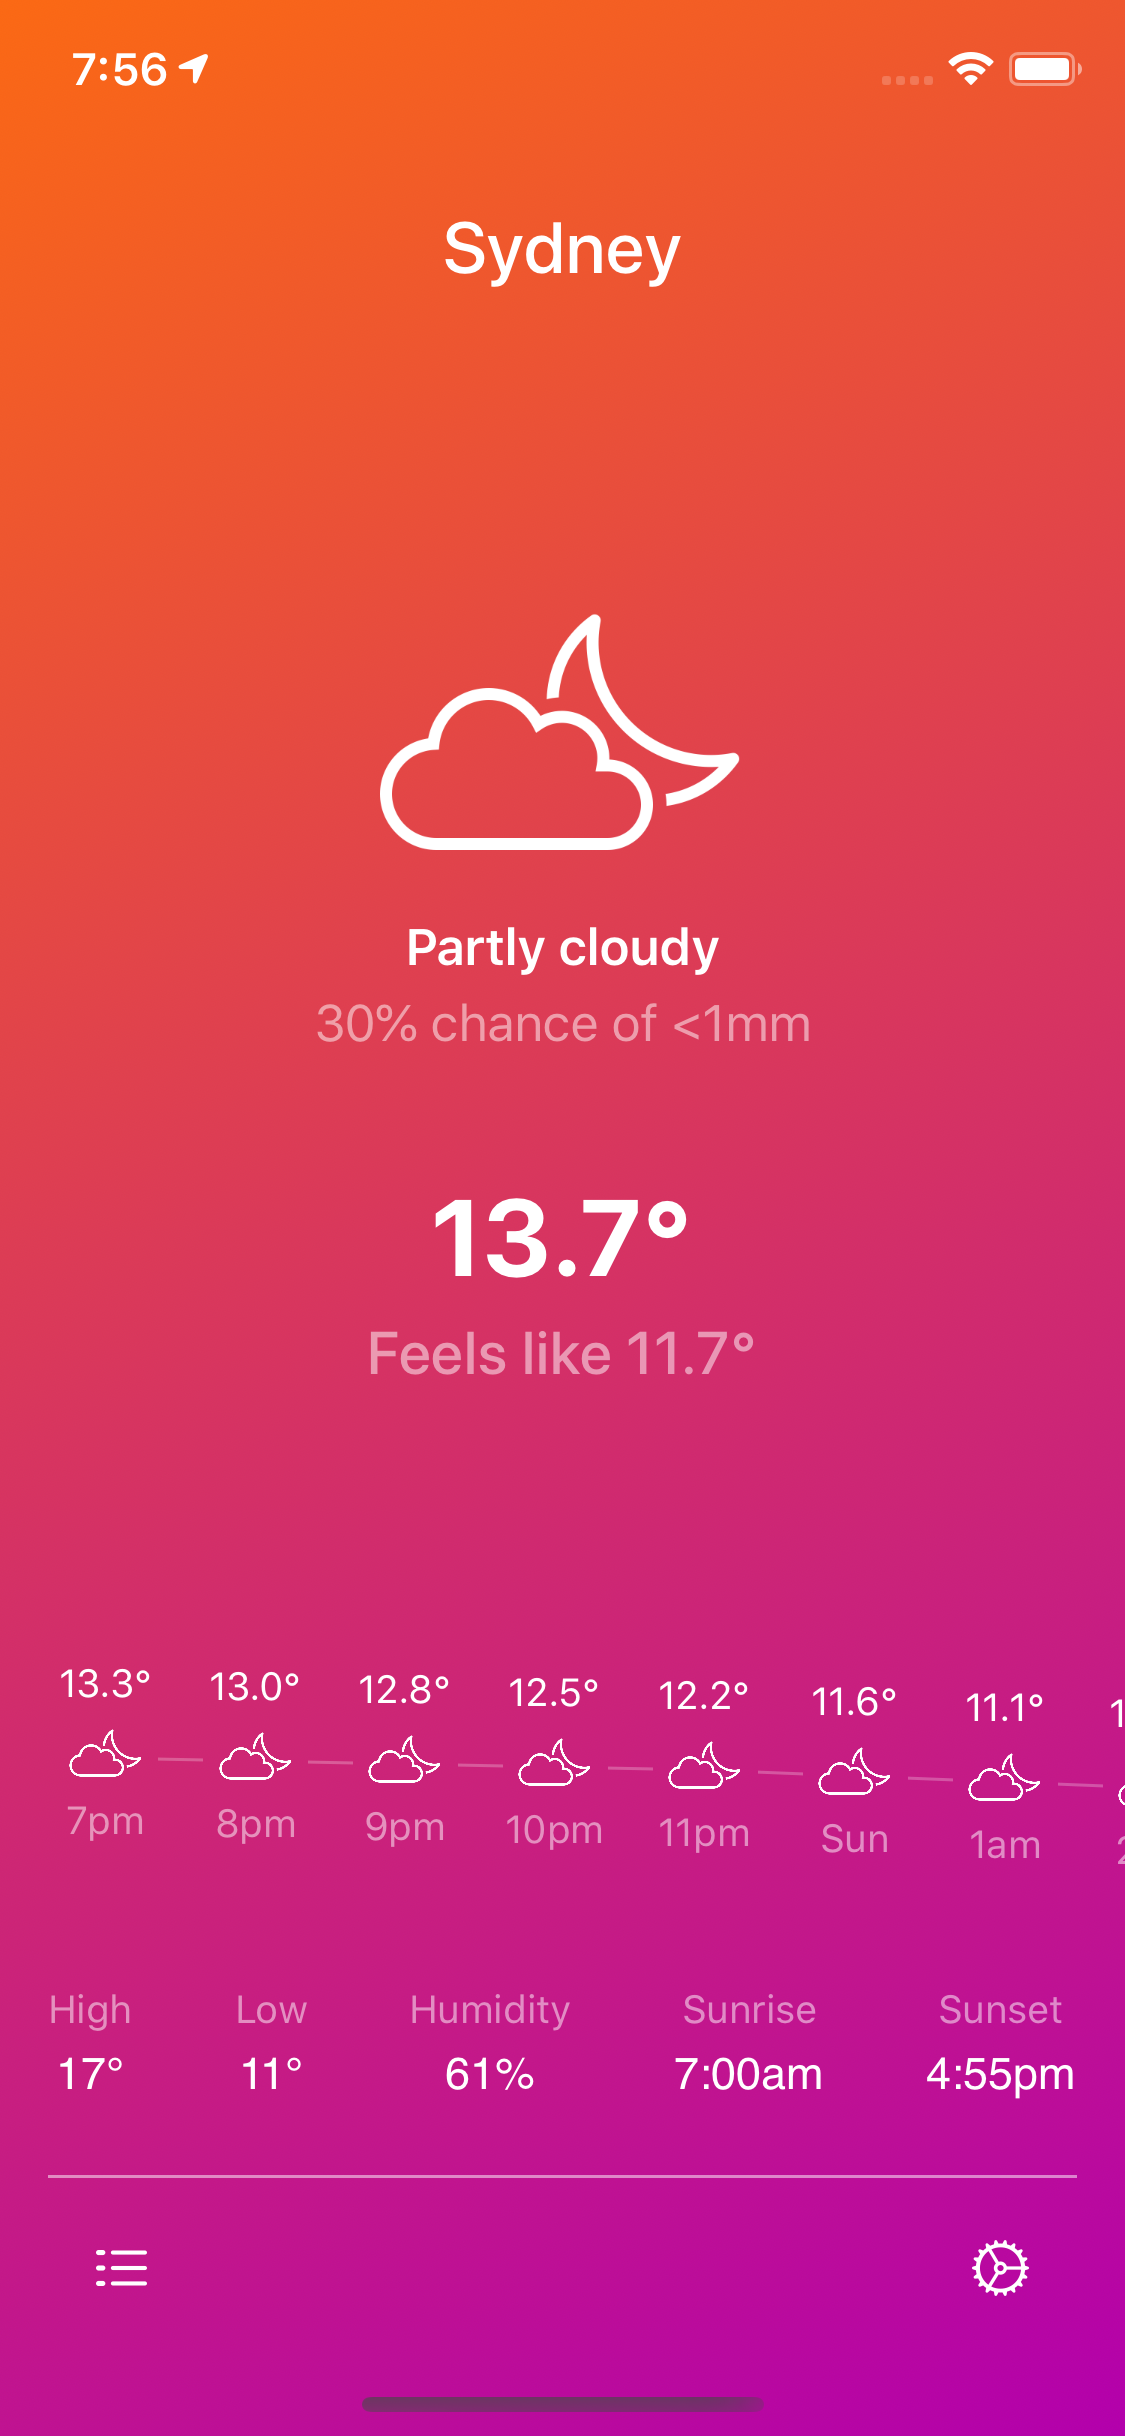 7:56
Sydney
Partly cloudy
30% chance of <1mm
13.7°
Feels like 11.7°
13.3° 13.0° 12.8° 12.5° 12.2° 11.6° 11.1°
7pm 8pm 9pm 10pm 11pm Sun 1am
High Low Humidity Sunrise Sunset
17° 11° 61% 7:00am 4:55pm